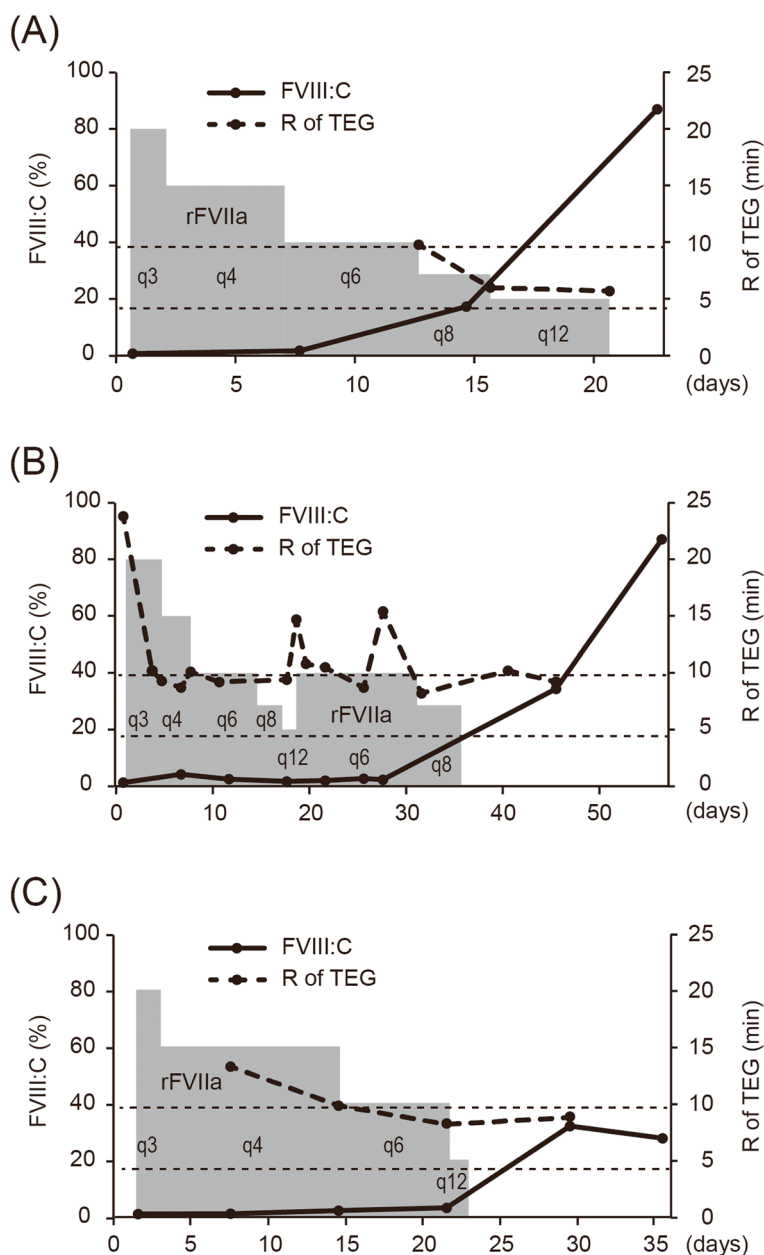 (A)
FVIII:C
R of TEG
FVIII:C (%)
100
80
60
40
20
0
R of TEG (min)
25
20
15
10
5
0
rFVIIa
q3 q4 q6
q8 q12
0 5 10 15 20 (days)
(B)
FVIII:C
R of TEG
FVIII:C (%)
100
80
60
40
20
0
R of TEG (min)
25
20
15
10
5
0
q3 q4 q6 q8 rFVIIa
q12 q6 q8
0 10 20 30 40 50 (days)
(C)
FVIII:C
R of TEG
FVIII:C (%)
100
80
60
40
20
0
R of TEG (min)
25
20
15
10
5
0
rFVIIa
q3 q4 q6
q12
0 5 10 15 20 25 30 35 (days)